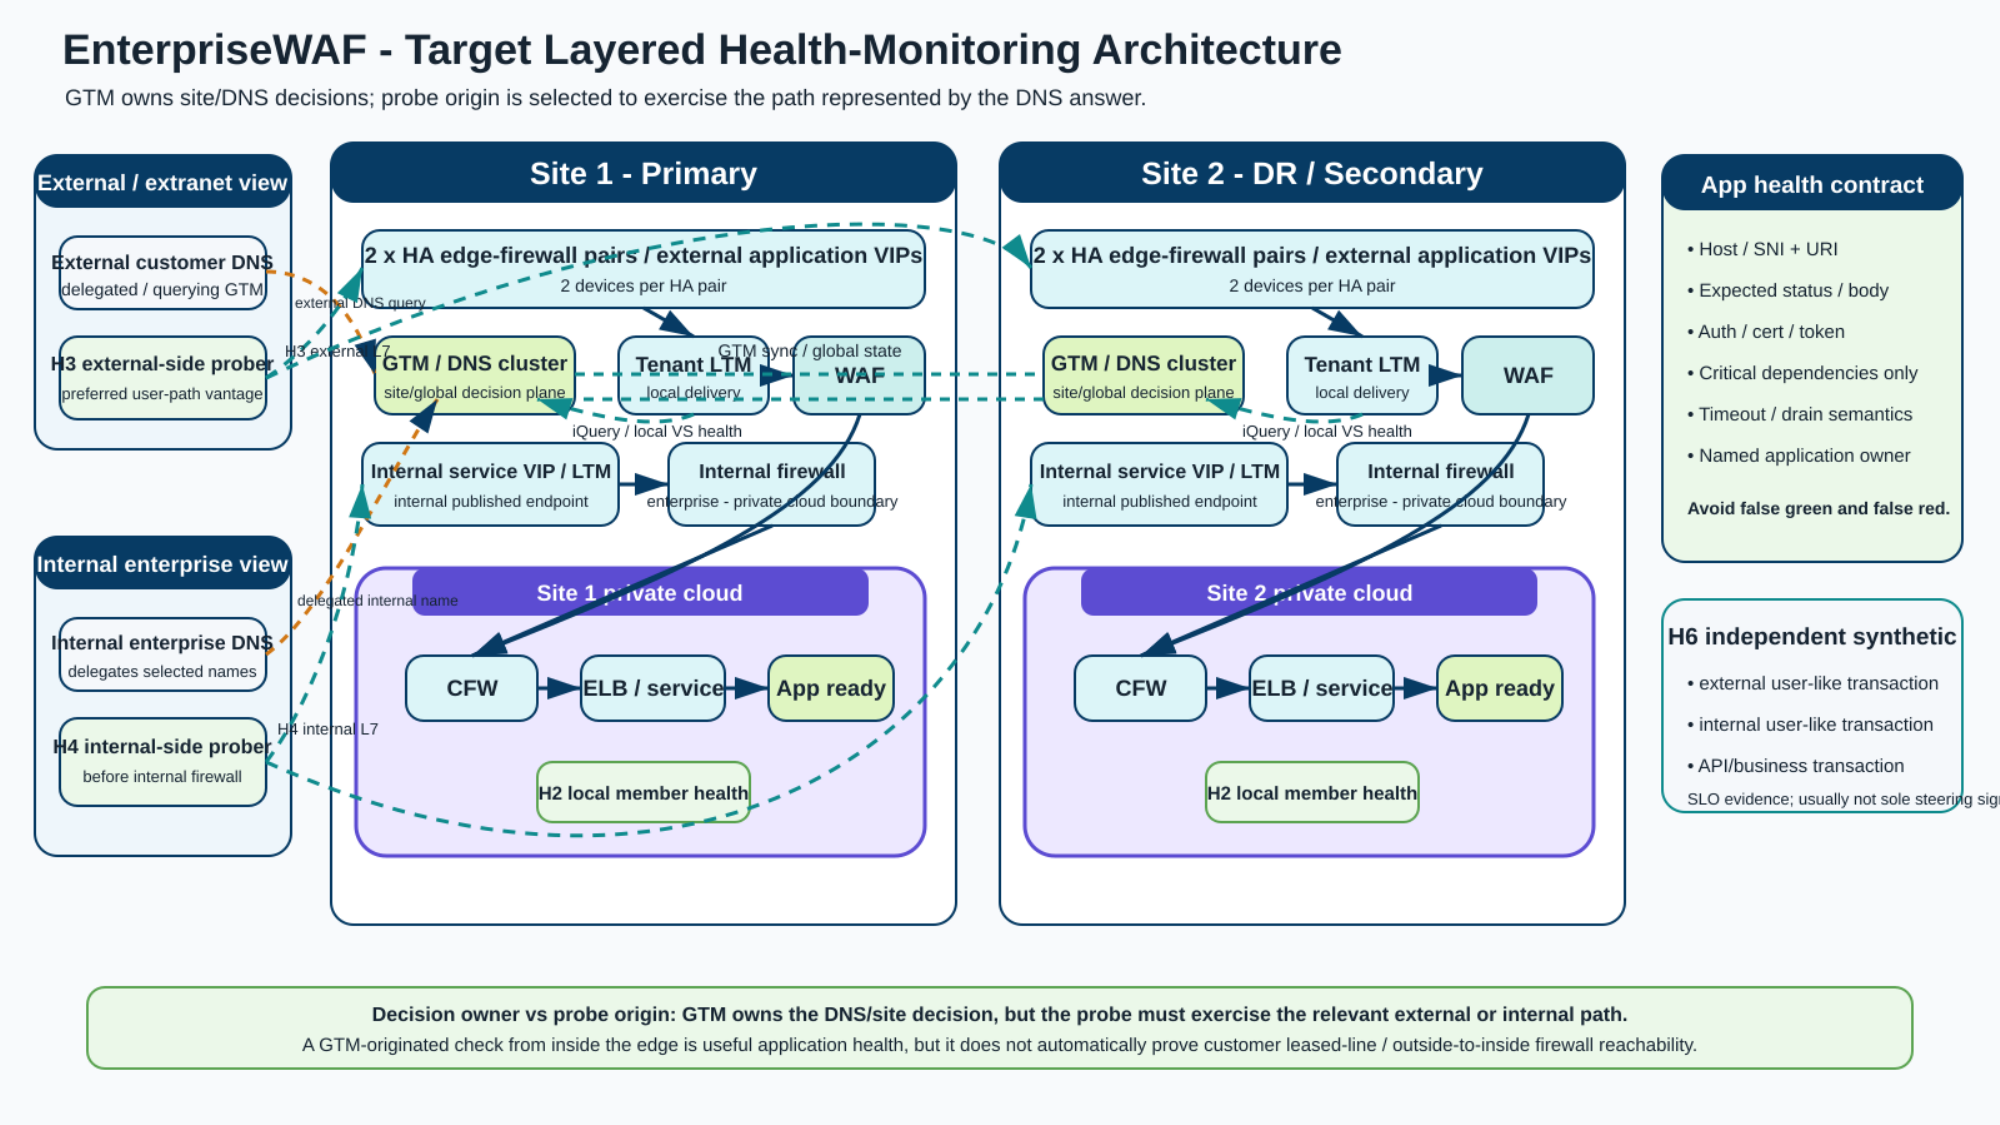 EnterpriseWAF - Target Layered Health-Monitoring Architecture
GTM owns site/DNS decisions; probe origin is selected to exercise the path represented by the DNS answer.
External / extranet view
External customer DNS
delegated / querying GTM
H3 external-side prober
preferred user-path vantage
external DNS query
H3 external L7
Internal enterprise view
Internal enterprise DNS
delegates selected names
H4 internal-side prober
before internal firewall
delegated internal name
H4 internal L7
Site 1 - Primary
2 x HA edge-firewall pairs / external application VIPs
2 devices per HA pair
GTM / DNS cluster
site/global decision plane
Tenant LTM
local delivery
GTM sync / global state
WAF
iQuery / local VS health
Internal service VIP / LTM
internal published endpoint
Internal firewall
enterprise - private cloud boundary
Site 1 private cloud
CFW
ELB / service
App ready
H2 local member health
Site 2 - DR / Secondary
2 x HA edge-firewall pairs / external application VIPs
2 devices per HA pair
GTM / DNS cluster
site/global decision plane
Tenant LTM
local delivery
WAF
iQuery / local VS health
Internal service VIP / LTM
internal published endpoint
Internal firewall
enterprise - private cloud boundary
Site 2 private cloud
CFW
ELB / service
App ready
H2 local member health
App health contract
• Host / SNI + URI
• Expected status / body
• Auth / cert / token
• Critical dependencies only
• Timeout / drain semantics
• Named application owner
Avoid false green and false red.
H6 independent synthetic
• external user-like transaction
• internal user-like transaction
• API/business transaction
SLO evidence; usually not sole steering
Decision owner vs probe origin: GTM owns the DNS/site decision, but the probe must exercise the relevant external or internal path.
A GTM-originated check from inside the edge is useful application health, but it does not automatically prove customer leased-line / outside-to-inside firewall reachability.